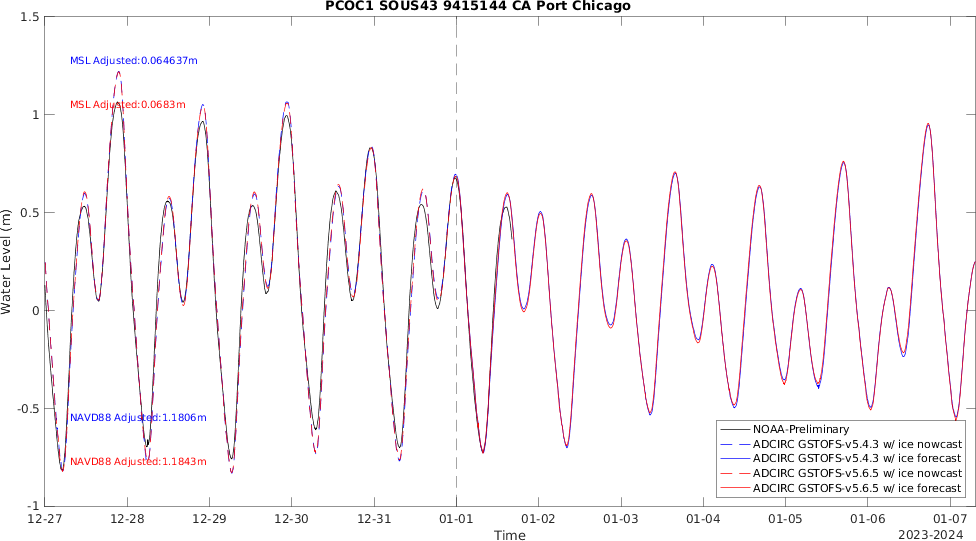 PCOC1 SOUS43 9415144 CA Port Chicago
1.5
MSL Adjusted:0.064637m
MSL Adjusted:0.0683m
1
0.5
Water Level (m)
0
-0.5
NAVD88 Adjusted:1.1806m
NAVD88 Adjusted:1.1843m
NOAA-Preliminary
ADCIRC GSTOFS-v5.4.3 w/ ice nowcast
ADCIRC GSTOFS-v5.4.3 w/ ice forecast
ADCIRC GSTOFS-v5.6.5 w/ ice nowcast
ADCIRC GSTOFS-v5.6.5 w/ ice forecast
-1
12-27 12-28 12-29 12-30 12-31 01-01 01-02 01-03 01-04 01-05 01-06 01-07
Time
2023-2024